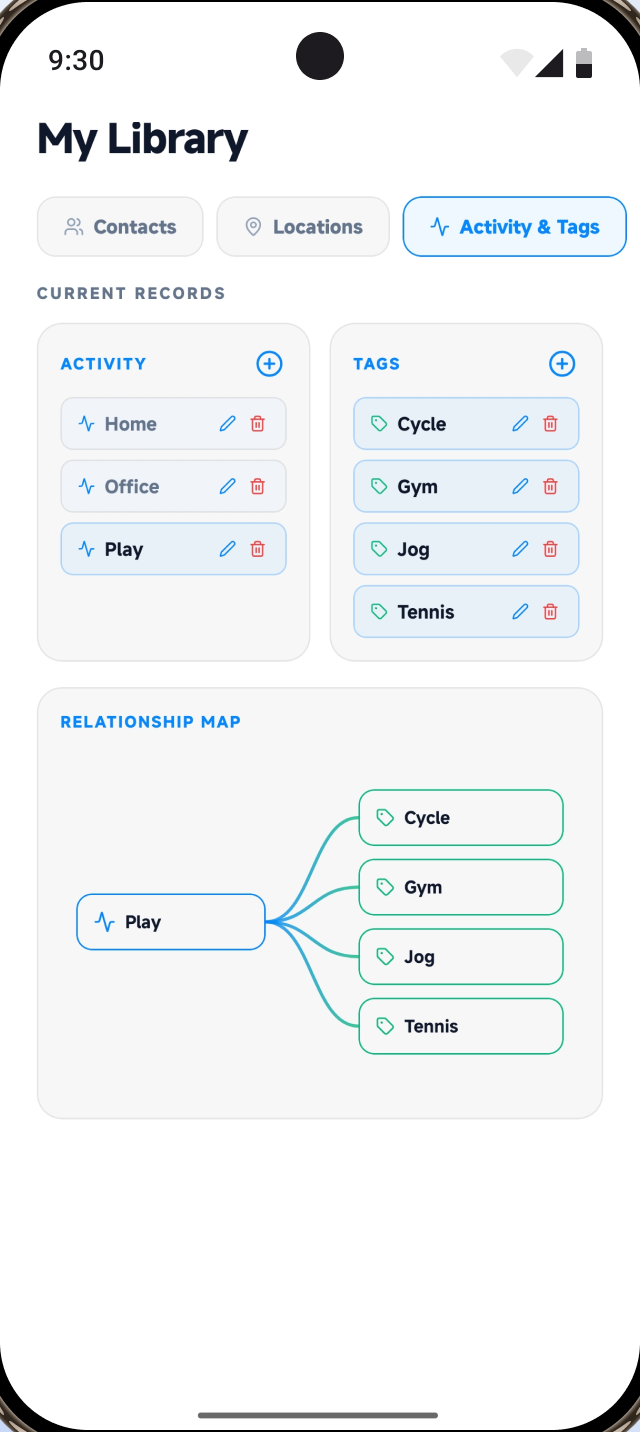 9:30
My Library
Contacts
Locations
Activity & Tags
CURRENT RECORDS
ACTIVITY
Home
Office
Play
TAGS
Cycle
Gym
Jog
Tennis
RELATIONSHIP MAP
Play
Cycle
Gym
Jog
Tennis